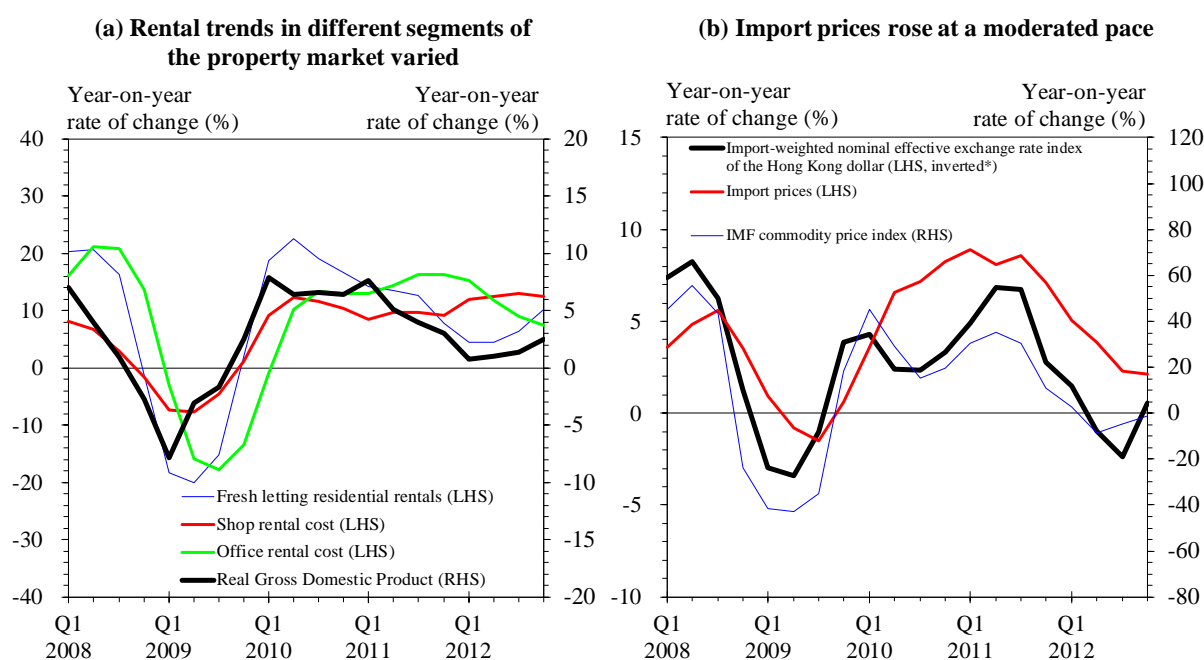 (a) Rental trends in different segments of
the property market varied
Year-on-year
rate of change (%)
Year-on-year
rate of change (%)
40
30
20
10
0
-10
-20
-30
-40
20
15
10
5
0
-5
-10
-15
-20
Fresh letting residential rentals (LHS)
Shop rental cost (LHS)
Office rental cost (LHS)
Real Gross Domestic Product (RHS)
Q1
2008
Q1
2009
Q1
2010
Q1
2011
Q1
2012
(b) Import prices rose at a moderated pace
Year-on-year
rate of change (%)
Year-on-year
rate of change (%)
15
10
5
0
-5
-10
120
100
80
60
40
20
0
-20
-40
-60
-80
Import-weighted nominal effective exchange rate index
of the Hong Kong dollar (LHS, inverted*)
Import prices (LHS)
IMF commodity price index (RHS)
Q1
2008
Q1
2009
Q1
2010
Q1
2011
Q1
2012